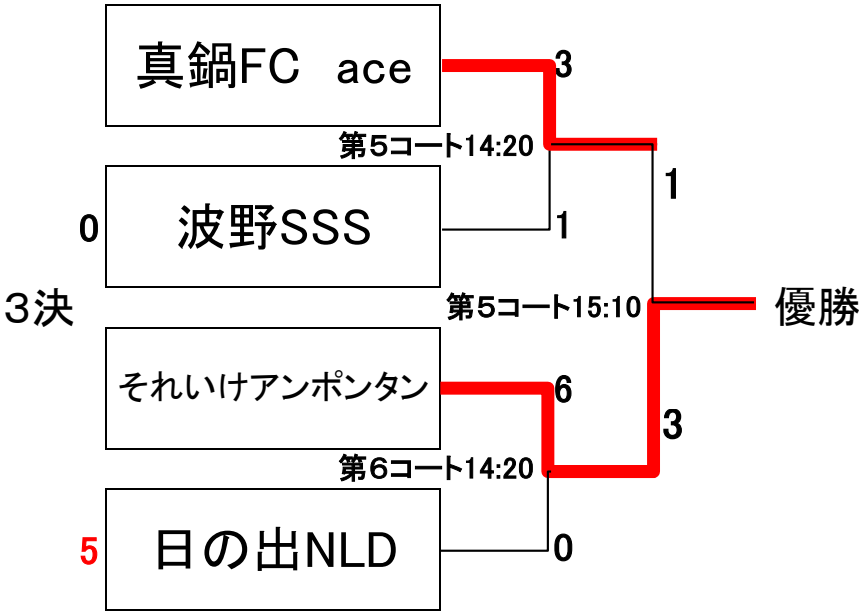 真鍋FC　ace
3
第5コート14:20
1
0
波野SSS
1
3決
第5コート15:10
優勝
それいけアンポンタン
6
3
第6コート14:20
5
日の出NLD
0